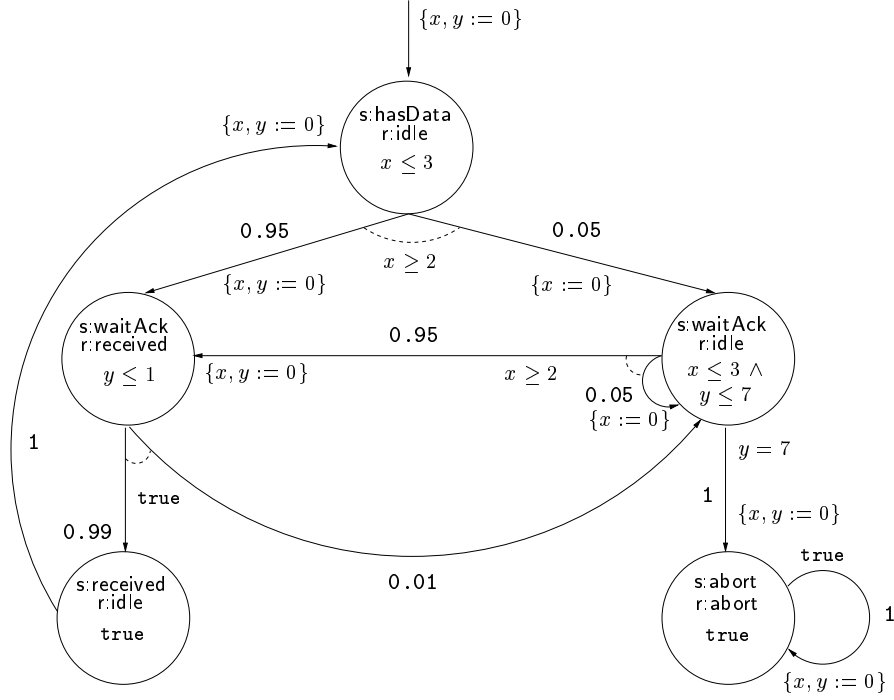 {x, y := 0}
s:hasData
r:idle
x ≤ 3
{x, y := 0}
0.95
0.05
x ≥ 2
{x, y := 0}
{x := 0}
s:waitAck
r:received
y ≤ 1
s:waitAck
r:idle
x ≤ 3 ∧
y ≤ 7
0.95
{x, y := 0}
x ≥ 2
0.05
{x := 0}
1
true
y = 7
1
{x, y := 0}
0.99
0.01
true
s:received
r:idle
true
s:abort
r:abort
true
1
{x, y := 0}